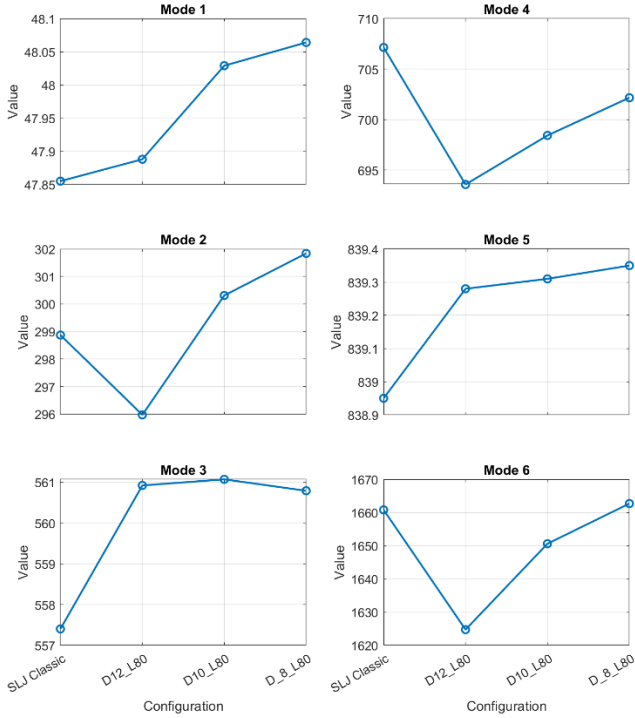 Mode 1
48.1
48.05
48
47.95
47.9
47.85
Value
Mode 4
710
705
700
695
Value
Mode 2
302
301
300
299
298
297
296
Value
Mode 5
839.4
839.3
839.2
839.1
839
838.9
Value
Mode 3
561
560
559
558
557
Value
SLJ Classic
D12_L80
D10_L80
D_8_L80
Configuration
Mode 6
1670
1660
1650
1640
1630
1620
Value
SLJ Classic
D12_L80
D10_L80
D_8_L80
Configuration